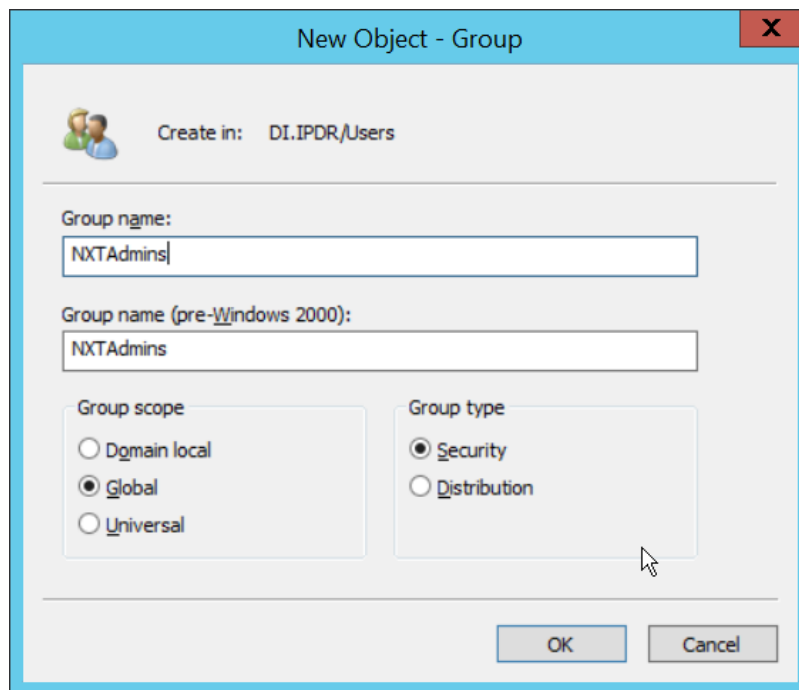 New Object - Group
X
Create in: DI.IPDR/Users
Group name:
NXTAdmins
Group name (pre-Windows 2000):
NXTAdmins
Group scope
Domain local
Global
Universal
Group type
Security
Distribution
OK Cancel